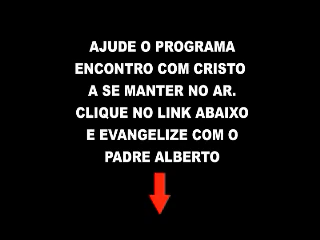 AJUDE O PROGRAMA
ENCONTRO COM CRISTO
A SE MANTER NO AR.
CLIQUE NO LINK ABAIXO
E EVANGELIZE COM O
PADRE ALBERTO